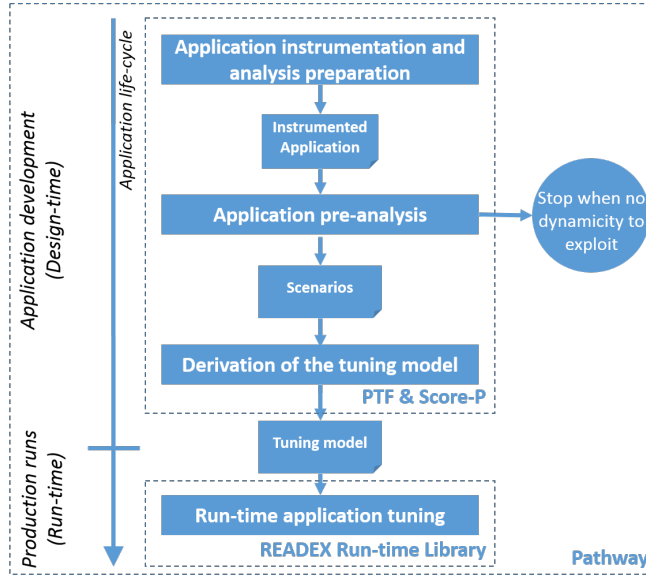 Application instrumentation and
analysis preparation
Application life-cycle
Instrumented
Application
Application development
(Design-time)
Application pre-analysis
Stop when no
dynamicity to
exploit
Scenarios
Derivation of the tuning model
PTF & Score-P
Tuning model
Production runs
(Run-time)
Run-time application tuning
READEX Run-time Library
Pathway